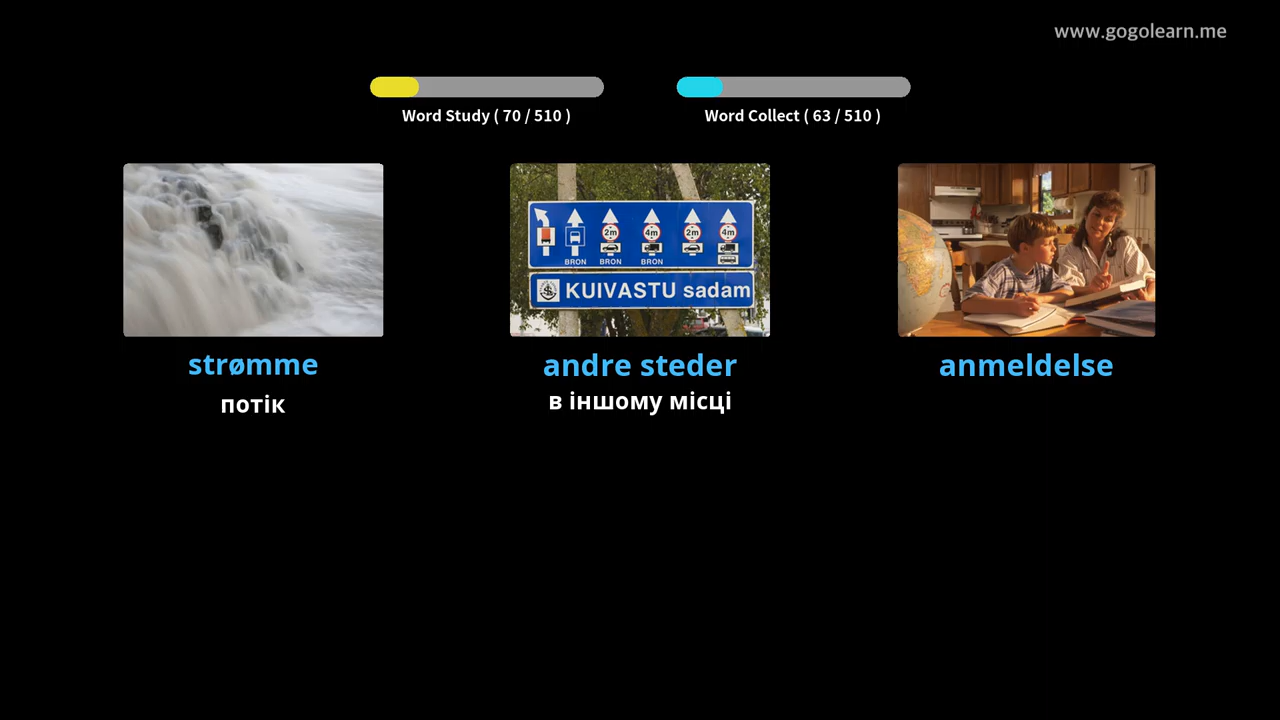 www.gogolearn.me
Word Study ( 70 / 510 )
Word Collect ( 63 / 510 )
2m
4m
2m
4m
BRON
BRON
BRON
KUIVASTU sadam
strømme
andre steder
anmeldelse
потік
в іншому місці